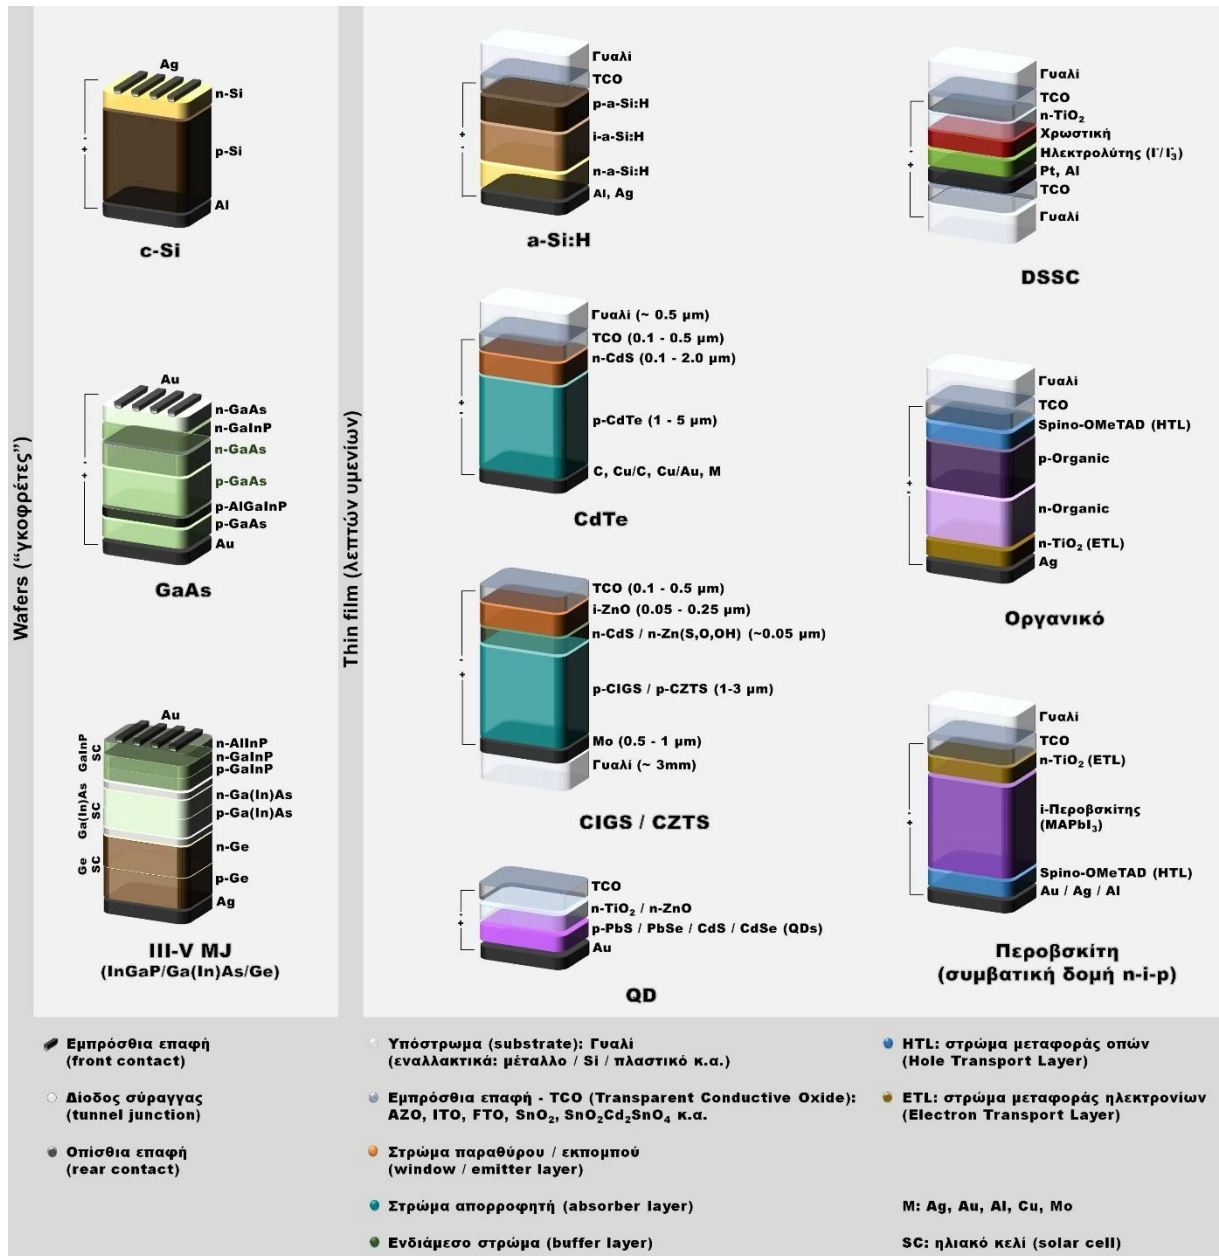 Wafers (“γκοφρέτες”)
Ag
n-Si
p-Si
Al
c-Si
Au
n-GaAs
n-GaInP
n-GaAs
p-GaAs
p-AlGaInP
p-GaAs
Au
GaAs
Au
GaInP
SC
Ga(In)As
SC
Ge
SC
n-AlInP
n-GaInP
p-GaInP
n-Ga(In)As
p-Ga(In)As
n-Ge
p-Ge
Ag
III-V MJ
(InGaP/Ga(In)As/Ge)
Thin film (λεπτών υμενίων)
Γυαλί
TCO
p-a-Si:H
i-a-Si:H
n-a-Si:H
Al, Ag
a-Si:H
Γυαλί (~ 0.5 μm)
TCO (0.1 - 0.5 μm)
n-CdS (0.1 - 2.0 μm)
p-CdTe (1 - 5 μm)
C, Cu/C, Cu/Au, M
CdTe
TCO (0.1 - 0.5 μm)
i-ZnO (0.05 - 0.25 μm)
n-CdS / n-Zn(S,O,OH) (~0.05 μm)
p-CIGS / p-CZTS (1-3 μm)
Mo (0.5 - 1 μm)
Γυαλί (~ 3mm)
CIGS / CZTS
TCO
n-TiO₂ / n-ZnO
p-PbS / PbSe / CdS / CdSe (QDs)
Au
QD
Γυαλί
TCO
n-TiO₂
Χρωστική
Ηλεκτρολύτης (I⁻/I₃⁻)
Pt, Al
TCO
Γυαλί
DSSC
Γυαλί
TCO
Spino-OMeTAD (HTL)
p-Organic
n-Organic
n-TiO₂ (ETL)
Ag
Οργανικό
Γυαλί
TCO
n-TiO₂ (ETL)
i-Περοβσκίτης
(MAPbI₃)
Spino-OMeTAD (HTL)
Au / Ag / Al
Περοβσκίτη
(συμβατική δομή n-i-p)
Εμπρόσθια επαφή
(front contact)
Δίοδος σύραγγας
(tunnel junction)
Οπίσθια επαφή
(rear contact)
Υπόστρωμα (substrate): Γυαλί
(εναλλακτικά: μέταλλο / Si / πλαστικό κ.α.)
Εμπρόσθια επαφή - TCO (Transparent Conductive Oxide):
AZO, ITO, FTO, SnO₂, SnO₂Cd₂SnO₄ κ.α.
Στρώμα παραθύρου / εκπομπού
(window / emitter layer)
Στρώμα απορροφητή (absorber layer)
Ενδιάμεσο στρώμα (buffer layer)
HTL: στρώμα μεταφοράς οπών
(Hole Transport Layer)
ETL: στρώμα μεταφοράς ηλεκτρονίων
(Electron Transport Layer)
M: Ag, Au, Al, Cu, Mo
SC: ηλιακό κελί (solar cell)